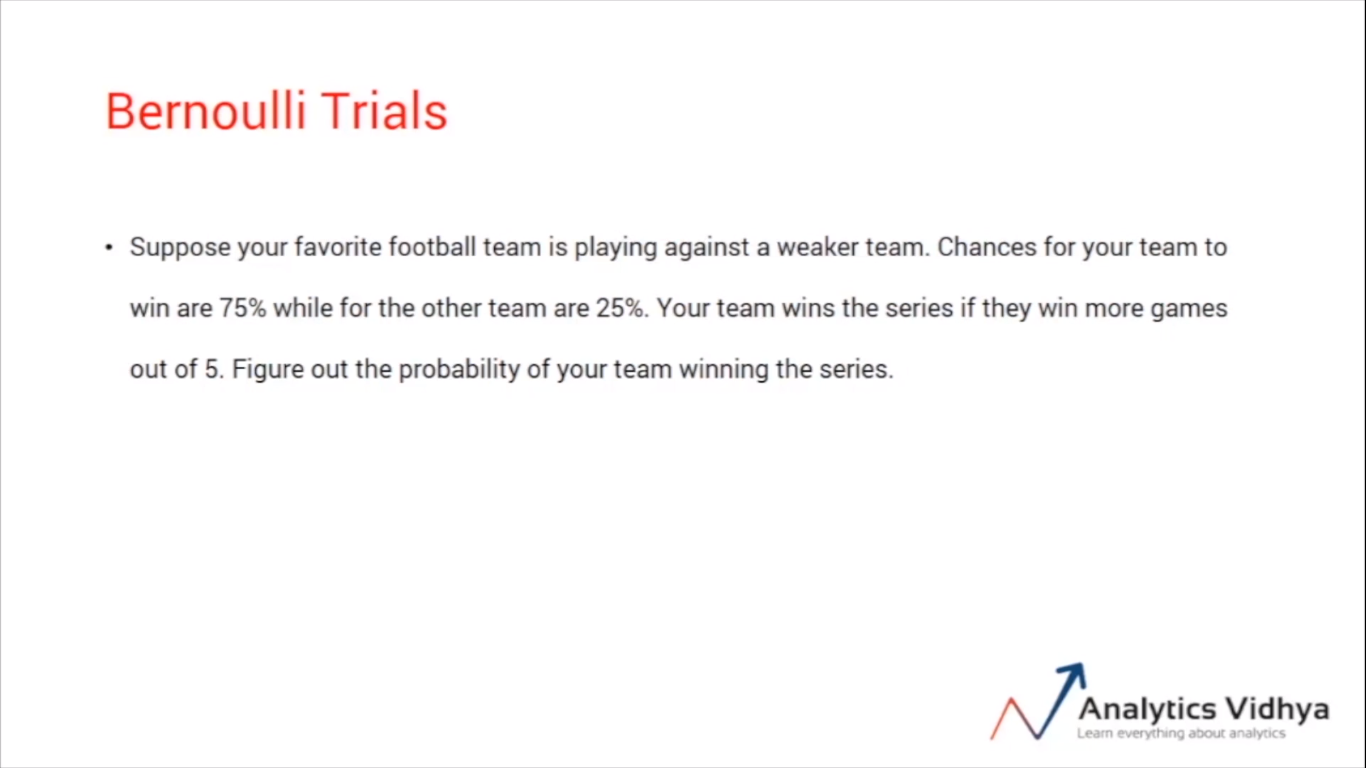 Bernoulli Trials
• Suppose your favorite football team is playing against a weaker team. Chances for your team to
win are 75% while for the other team are 25%. Your team wins the series if they win more games
out of 5. Figure out the probability of your team winning the series.
Analytics Vidhya
Learn everything about analytics